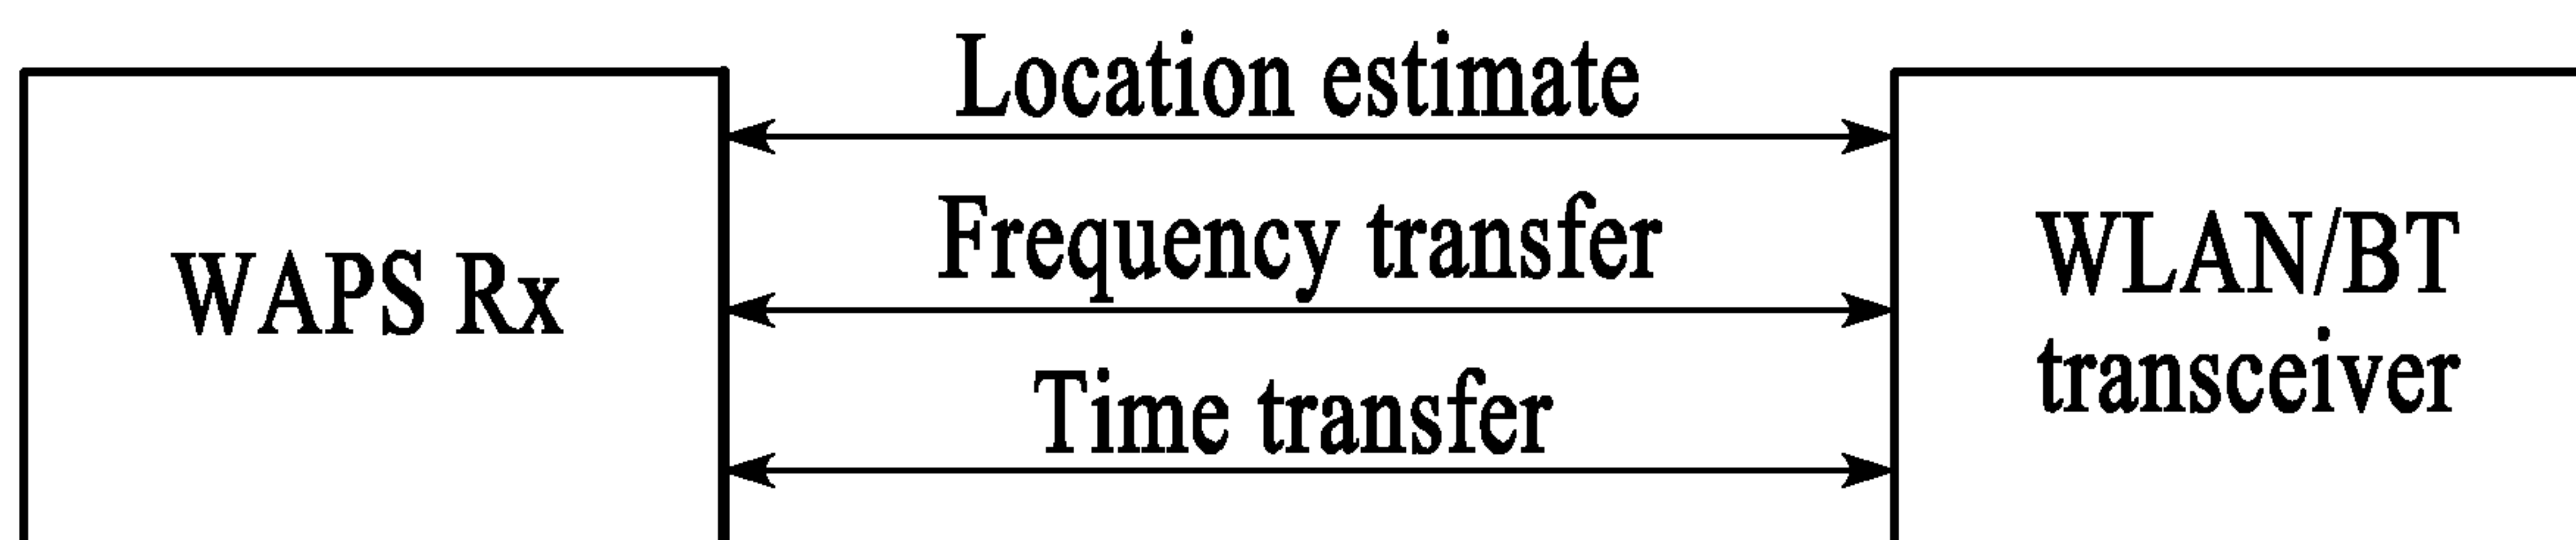 Location estimate
Frequency transfer
Time transfer
WAPS Rx
WLAN/BT
transceiver